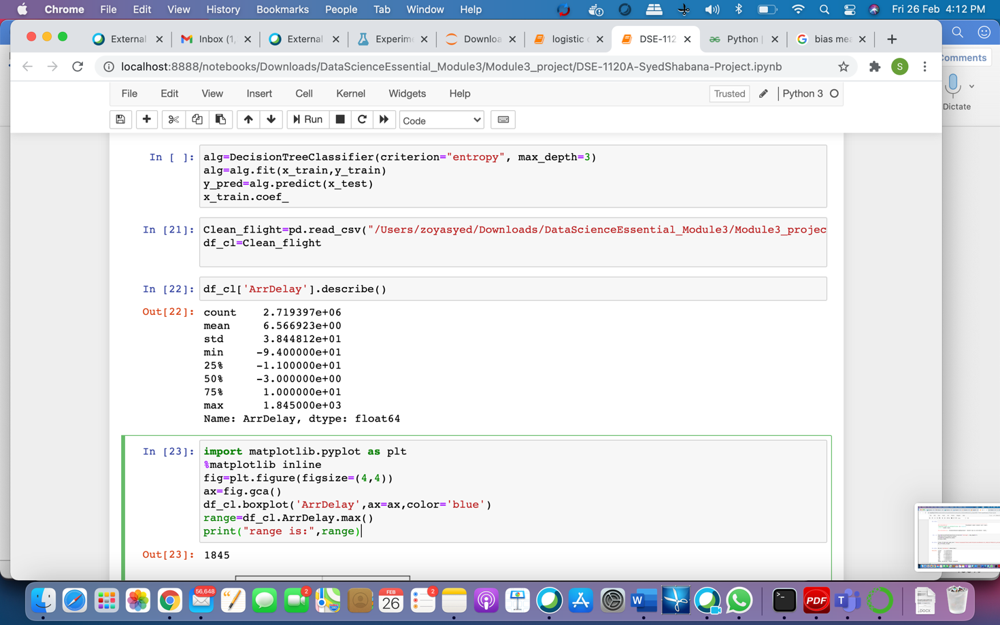 Chrome File Edit View History Bookmarks People Tab Window Help Fri 26 Feb 4:12 PM
External Inbox (1, External Experime Downloa logistic DSE-112 Python bias mea
localhost:8888/notebooks/Downloads/DataScienceEssential_Module3/Module3_project/DSE-1120A-SyedShabana-Project.ipynb S
omments
Dictate
File Edit View Insert Cell Kernel Widgets Help Trusted Python 3
Run Code
In [ ]: alg=DecisionTreeClassifier(criterion="entropy", max_depth=3)
alg=alg.fit(x_train,y_train)
y_pred=alg.predict(x_test)
x_train.coef_
In [21]: Clean_flight=pd.read_csv("/Users/zoyasyed/Downloads/DataScienceEssential_Module3/Module3_projec
df_cl=Clean_flight
In [22]: df_cl['ArrDelay'].describe()
Out[22]: count 2.719397e+06
mean 6.566923e+00
std 3.844812e+01
min -9.400000e+01
25% -1.100000e+01
50% -3.000000e+00
75% 1.000000e+01
max 1.845000e+03
Name: ArrDelay, dtype: float64
In [23]: import matplotlib.pyplot as plt
%matplotlib inline
fig=plt.figure(figsize=(4,4))
ax=fig.gca()
df_cl.boxplot('ArrDelay',ax=ax,color='blue')
range=df_cl.ArrDelay.max()
print("range is:",range)
Out[23]: 1845
56,648 2 FEB 26 2 W >_ PDF T .DOCX